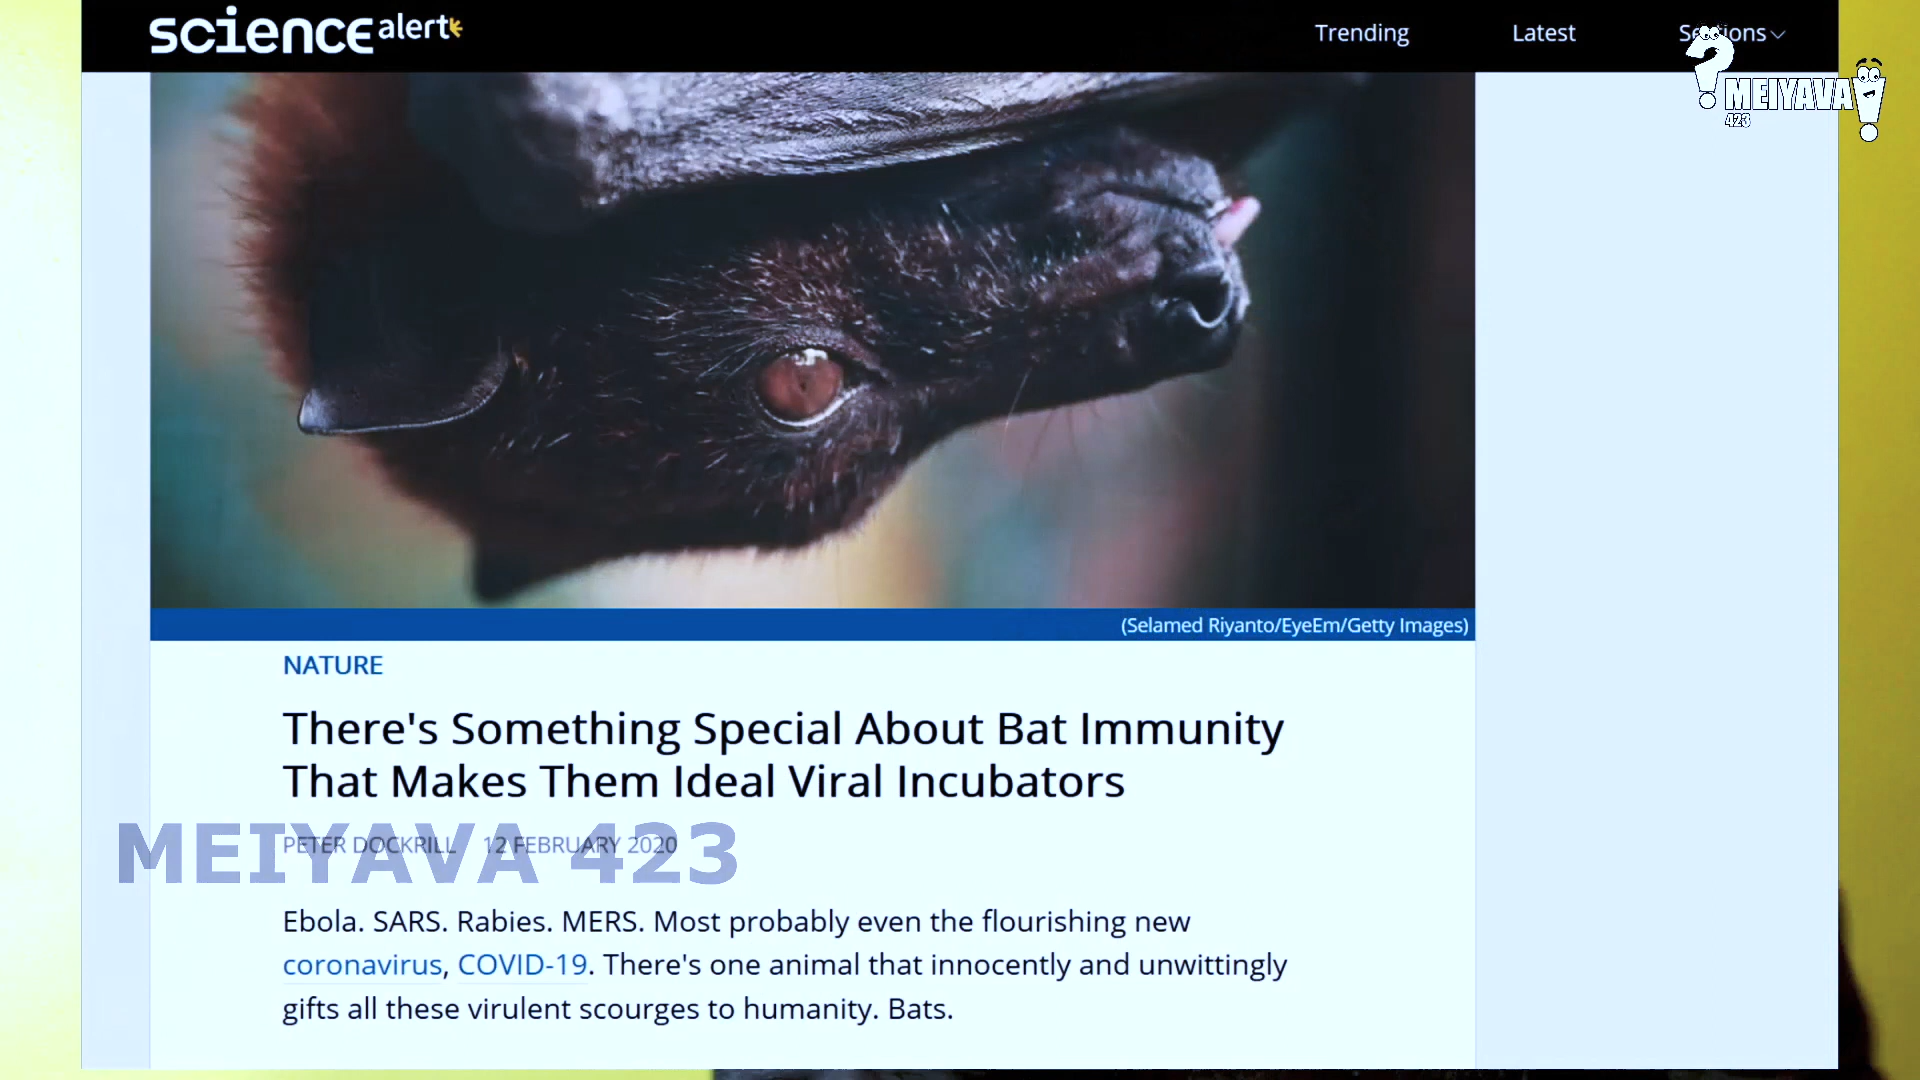 science alert
Trending Latest Sections
? MEIYAVA !
423
(Selamed Riyanto/EyeEm/Getty Images)
NATURE
There's Something Special About Bat Immunity
That Makes Them Ideal Viral Incubators
PETER DOCKRILL 12 FEBRUARY 2020
MEIYAVA 423
Ebola. SARS. Rabies. MERS. Most probably even the flourishing new
coronavirus, COVID-19. There's one animal that innocently and unwittingly
gifts all these virulent scourges to humanity. Bats.